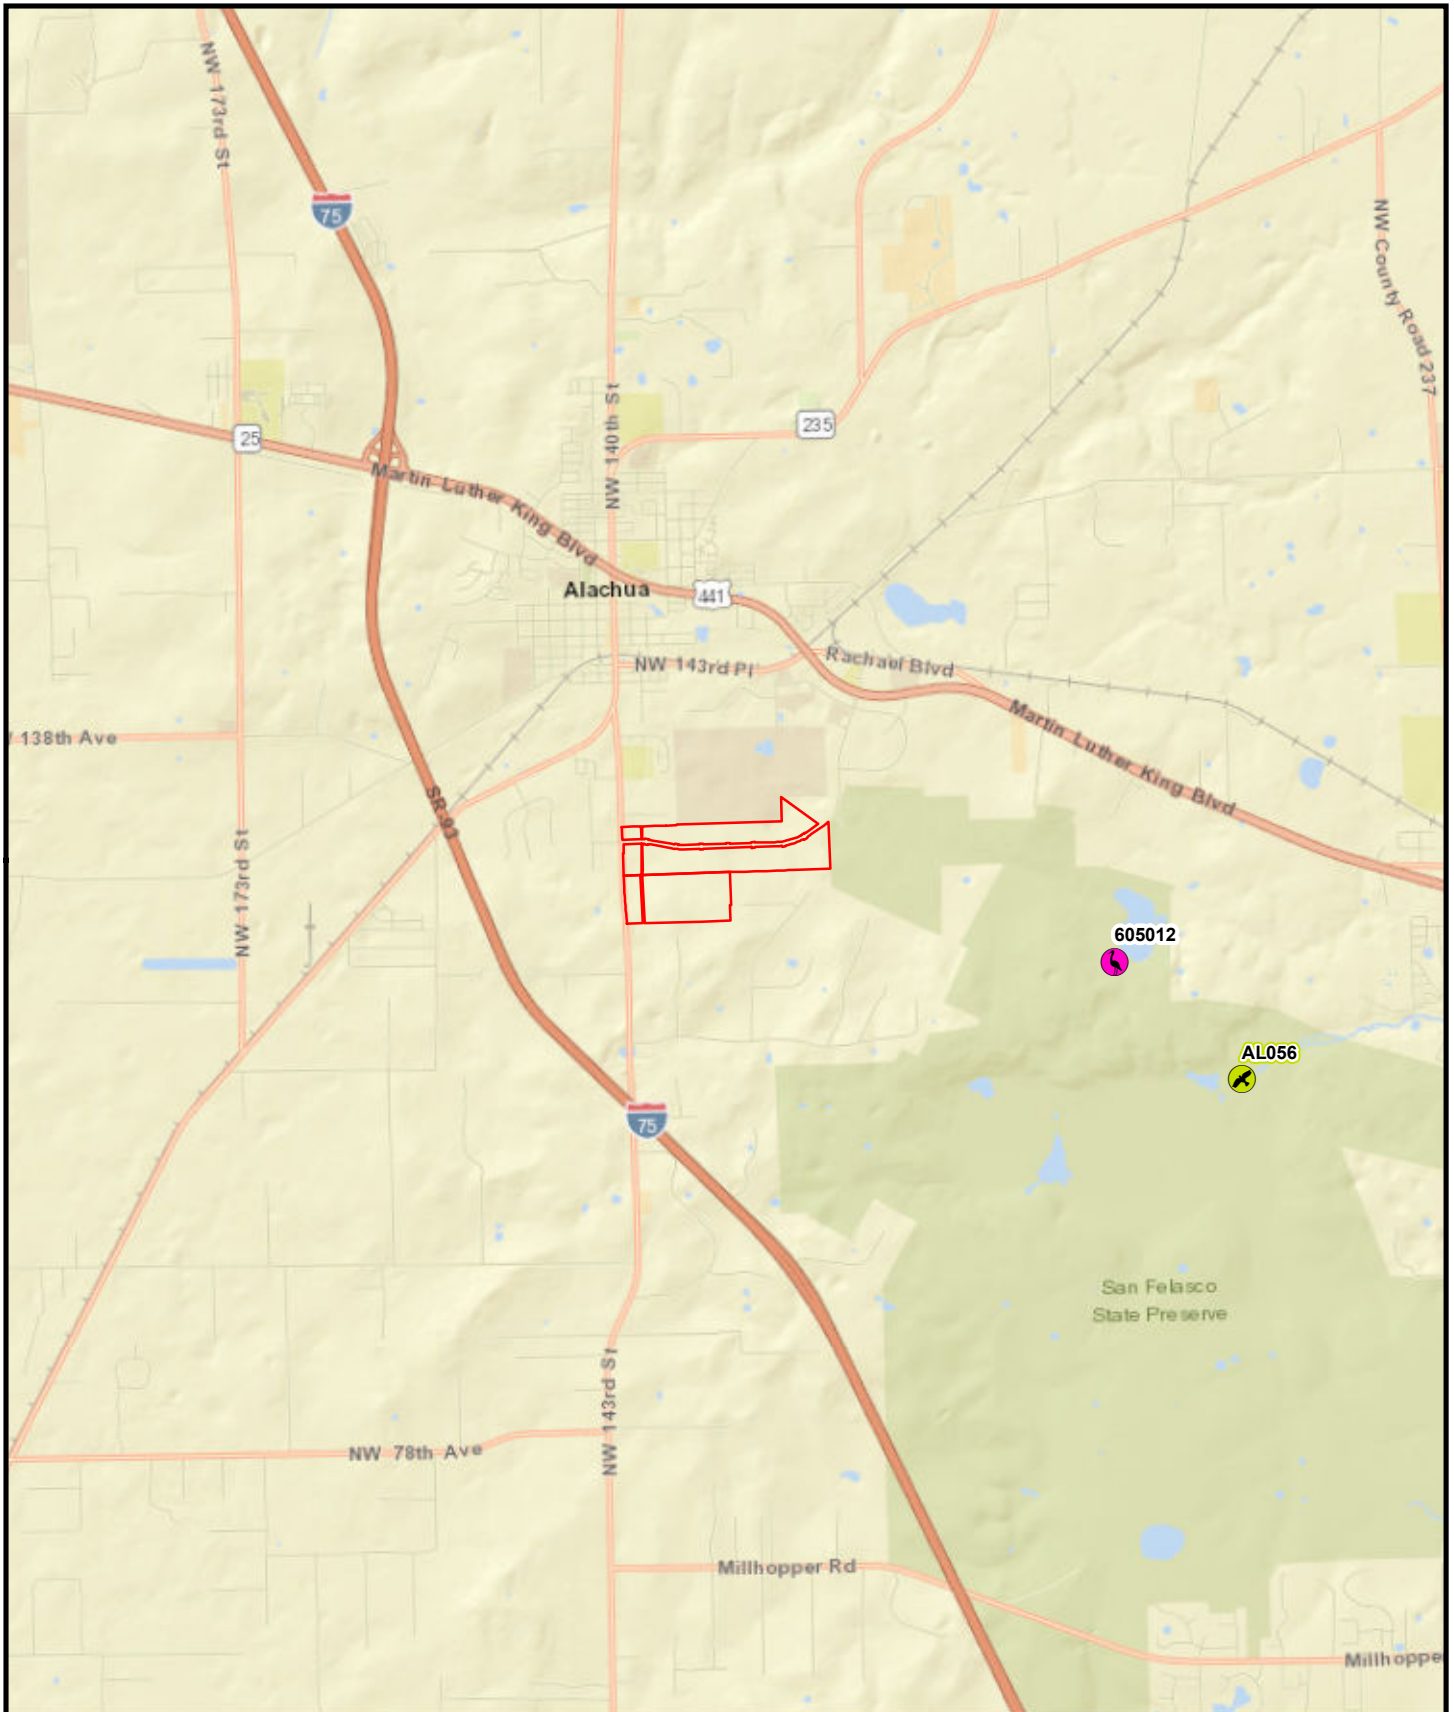 NW 173rd St
75
NW County Road 237
NW 140th St
235
25
Martin Luther King Blvd
Alachua
441
NW 143rd Pl
Rachael Blvd
138th Ave
Martin Luther King Blvd
SR 93
NW 173rd St
605012
AL056
75
San Felasco
State Preserve
NW 143rd St
NW 78th Ave
Millhopper Rd
Millhoppe